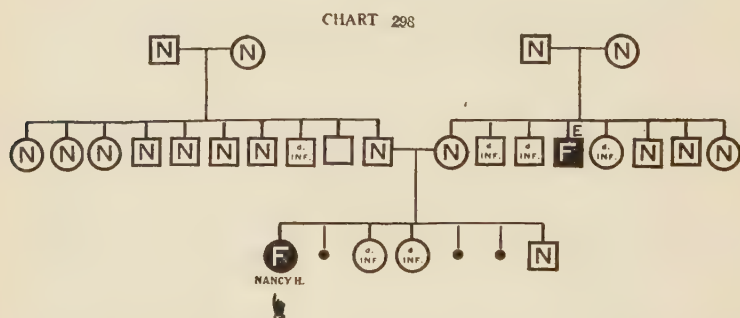 CHART 298
N N N N
E
N N N N N N N d. INF. N N d. INF. d. INF. F d. INF. N N N
F d. INF d INF. N
NANCY H.